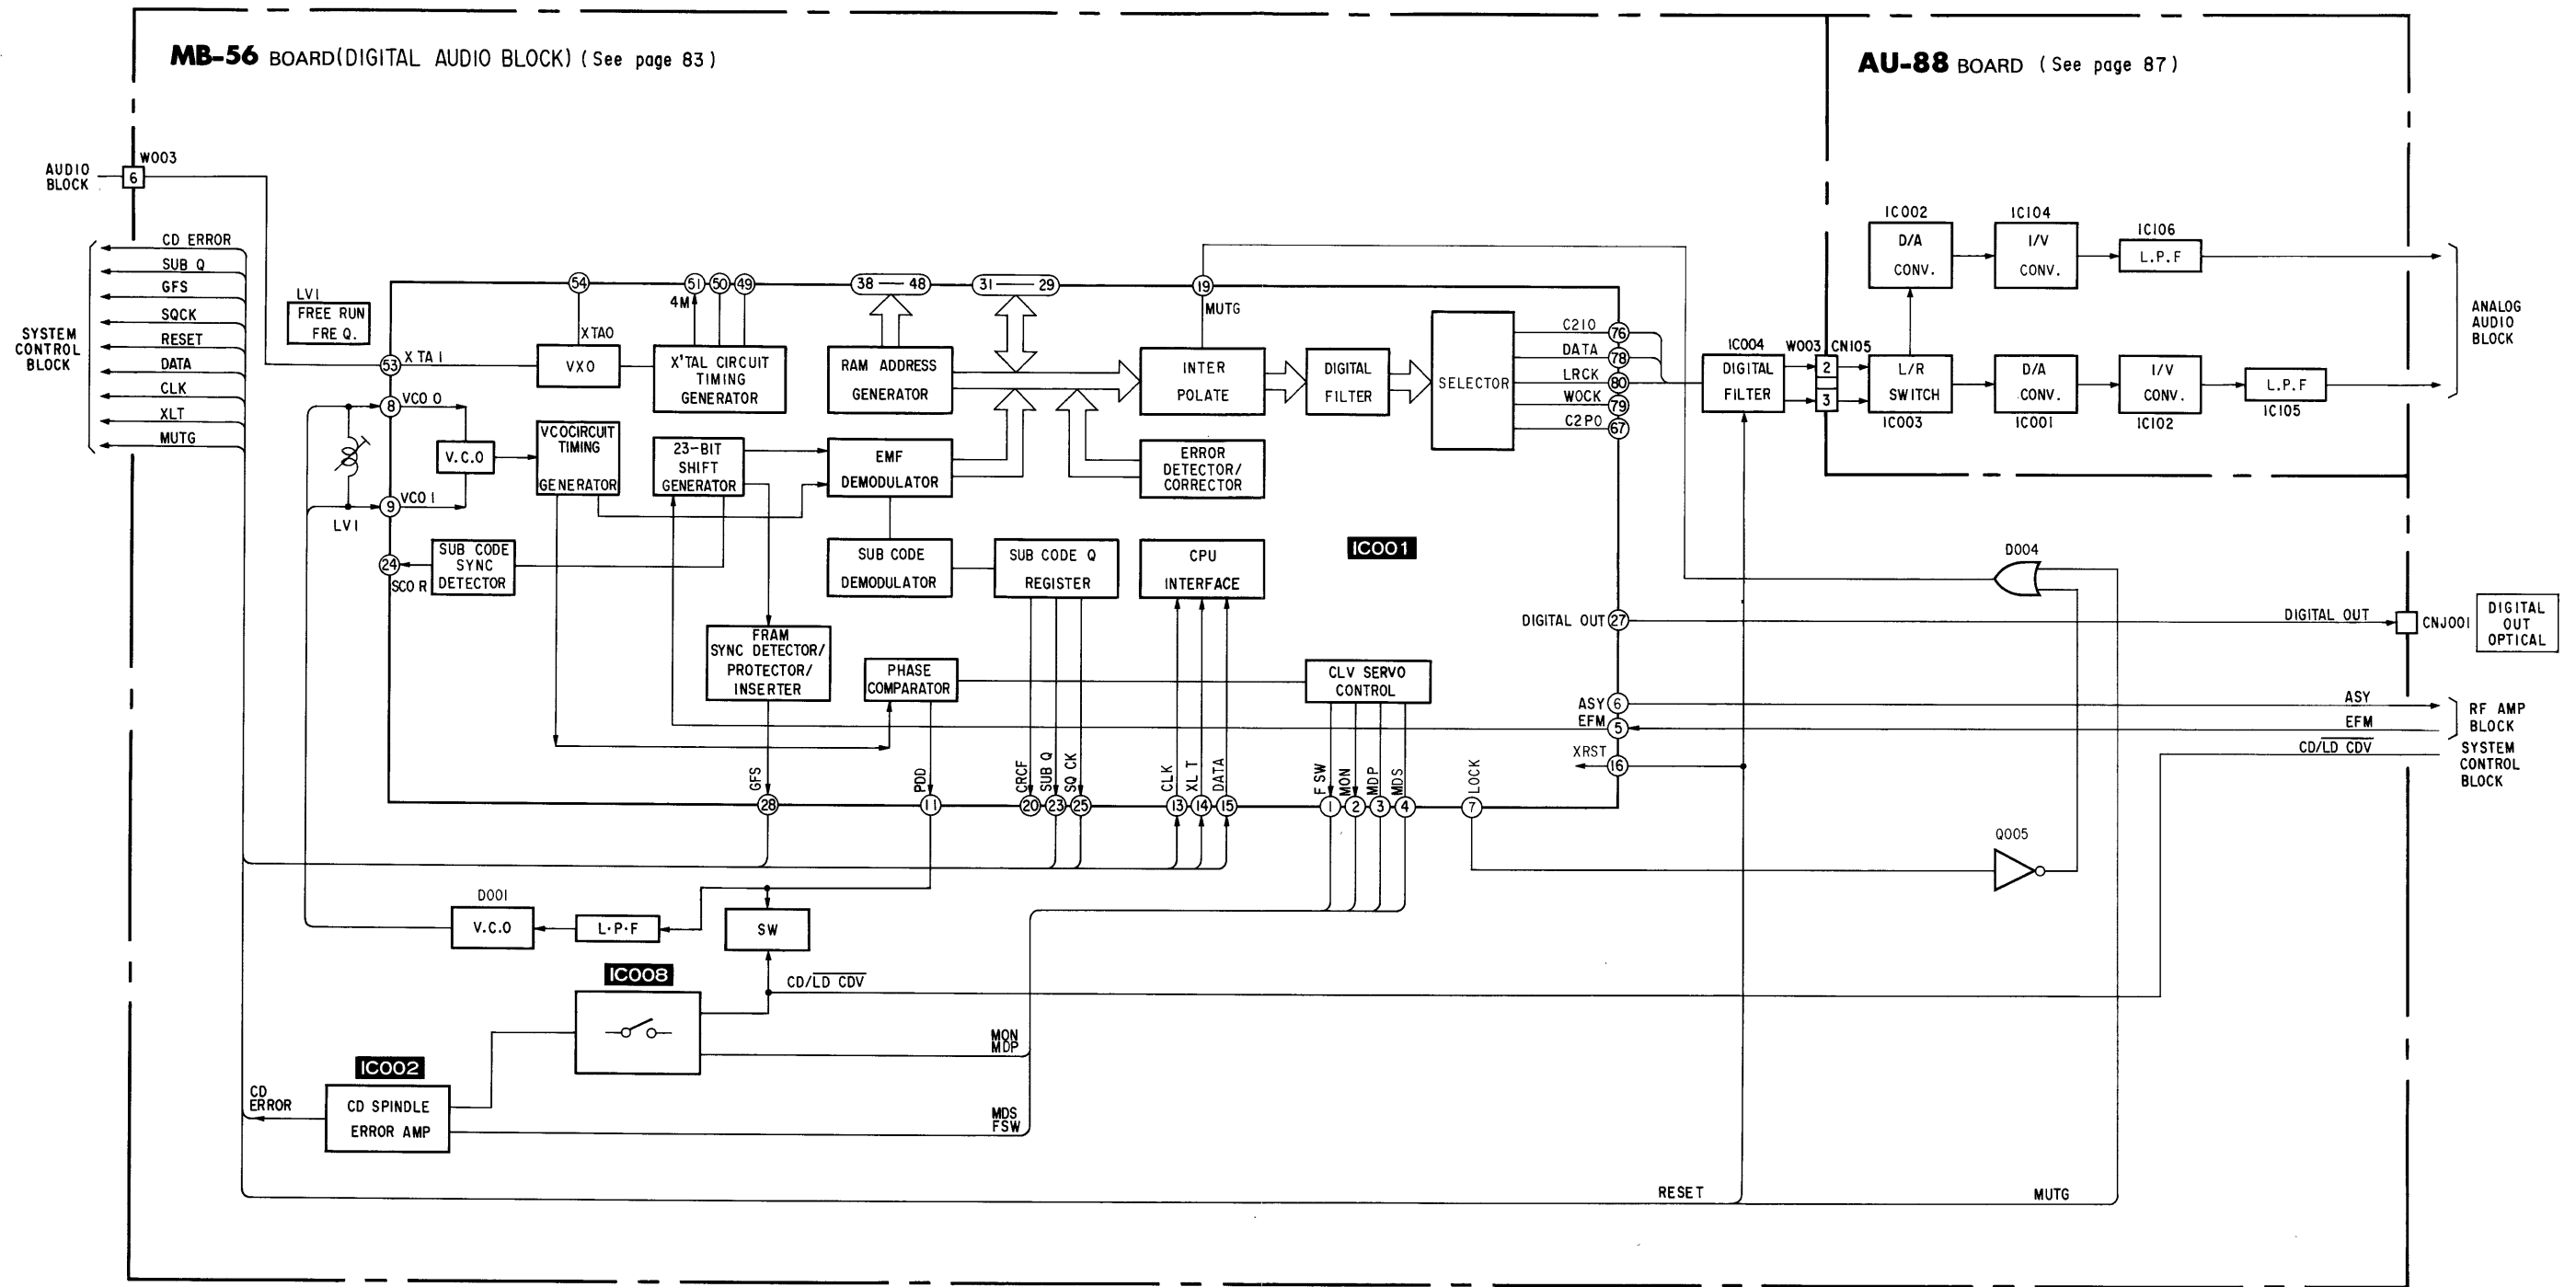 MB-56 BOARD(DIGITAL AUDIO BLOCK) (See page 83)
AU-88 BOARD (See page 87)
AUDIO
BLOCK
6
W003
CD ERROR
SUB Q
GFS
SQCK
RESET
DATA
CLK
XLT
MUTG
SYSTEM
CONTROL
BLOCK
LV1
FREE RUN
FRE Q.
54
XTAO
51
50
49
4M
38 — 48
31 — 29
19
MUTG
53
XTAI
VXO
X'TAL CIRCUIT
TIMING
GENERATOR
RAM ADDRESS
GENERATOR
INTER
POLATE
DIGITAL
FILTER
SELECTOR
C2IO
76
DATA
78
LRCK
80
WOCK
79
C2PO
67
IC004
DIGITAL
FILTER
W003
CN105
2
3
L/R
SWITCH
IC003
IC002
D/A
CONV.
IC104
I/V
CONV.
IC106
L.P.F
D/A
CONV.
IC001
I/V
CONV.
IC102
L.P.F
IC105
ANALOG
AUDIO
BLOCK
8
VCO O
9
VCO I
LV1
V.C.O
VCOCIRCUIT
TIMING
GENERATOR
23-BIT
SHIFT
GENERATOR
EMF
DEMODULATOR
ERROR
DETECTOR/
CORRECTOR
24
SCO R
SUB CODE
SYNC
DETECTOR
SUB CODE
DEMODULATOR
SUB CODE Q
REGISTER
CPU
INTERFACE
IC001
D004
FRAM
SYNC DETECTOR/
PROTECTOR/
INSERTER
PHASE
COMPARATOR
CLV SERVO
CONTROL
DIGITAL OUT
27
DIGITAL OUT
CNJ001
DIGITAL
OUT
OPTICAL
ASY
6
ASY
EFM
5
EFM
RF AMP
BLOCK
XRST
16
CD/LD CDV
SYSTEM
CONTROL
BLOCK
GFS
28
PDD
11
CRCF
20
SUB Q
23
SQ CK
25
CLK
13
XL T
14
DATA
15
FSW
1
MON
2
MDP
3
MDS
4
LOCK
7
Q005
D001
V.C.O
L.P.F
SW
IC008
CD/LD CDV
MON
MDP
IC002
CD
ERROR
CD SPINDLE
ERROR AMP
MDS
FSW
RESET
MUTG